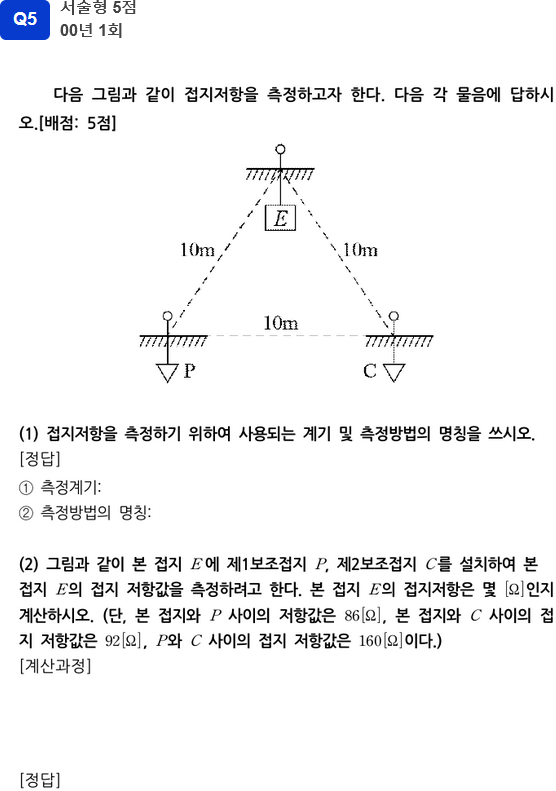 Q5
서술형 5점
00년 1회
다음 그림과 같이 접지저항을 측정하고자 한다. 다음 각 물음에 답하시
오.[배점: 5점]
E
10m
10m
10m
P
C
(1) 접지저항을 측정하기 위하여 사용되는 계기 및 측정방법의 명칭을 쓰시오.
[정답]
① 측정계기:
② 측정방법의 명칭:
(2) 그림과 같이 본 접지 E에 제1보조접지 P, 제2보조접지 C를 설치하여 본
접지 E의 접지 저항값을 측정하려고 한다. 본 접지 E의 접지저항은 몇 [Ω]인지
계산하시오. (단, 본 접지와 P 사이의 저항값은 86[Ω], 본 접지와 C 사이의 접
지 저항값은 92[Ω], P와 C 사이의 접지 저항값은 160[Ω]이다.)
[계산과정]
[정답]